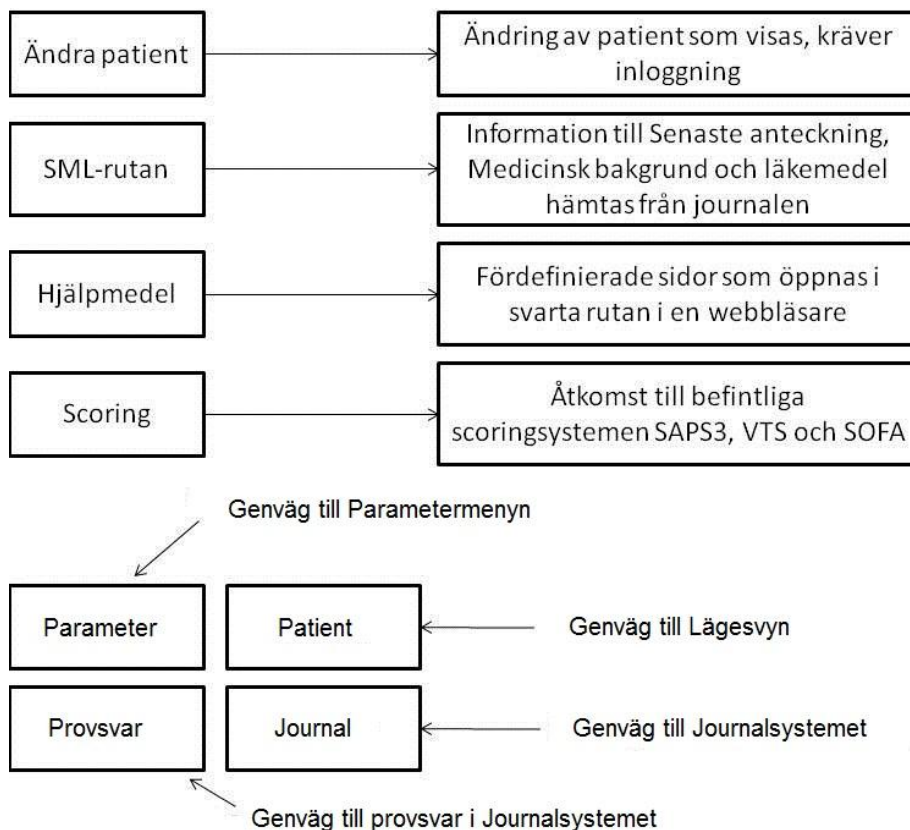 Ändra patient
Ändring av patient som visas, kräver
inloggning
SML-rutan
Information till Senaste anteckning,
Medicinsk bakgrund och läkemedel
hämtas från journalen
Hjälpmedel
Fördefinierade sidor som öppnas i
svarta rutan i en webbläsare
Scoring
Åtkomst till befintliga
scoringsystemen SAPS3, VTS och SOFA
Genväg till Parametermenyn
Parameter
Patient
Genväg till Lägesvyn
Provsvar
Journal
Genväg till Journalsystemet
Genväg till provsvar i Journalsystemet